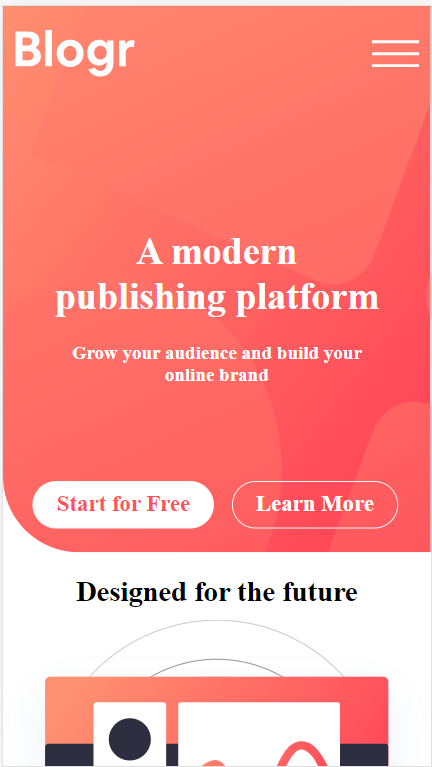 Blogr
A modern
publishing platform
Grow your audience and build your
online brand
Start for Free
Learn More
Designed for the future